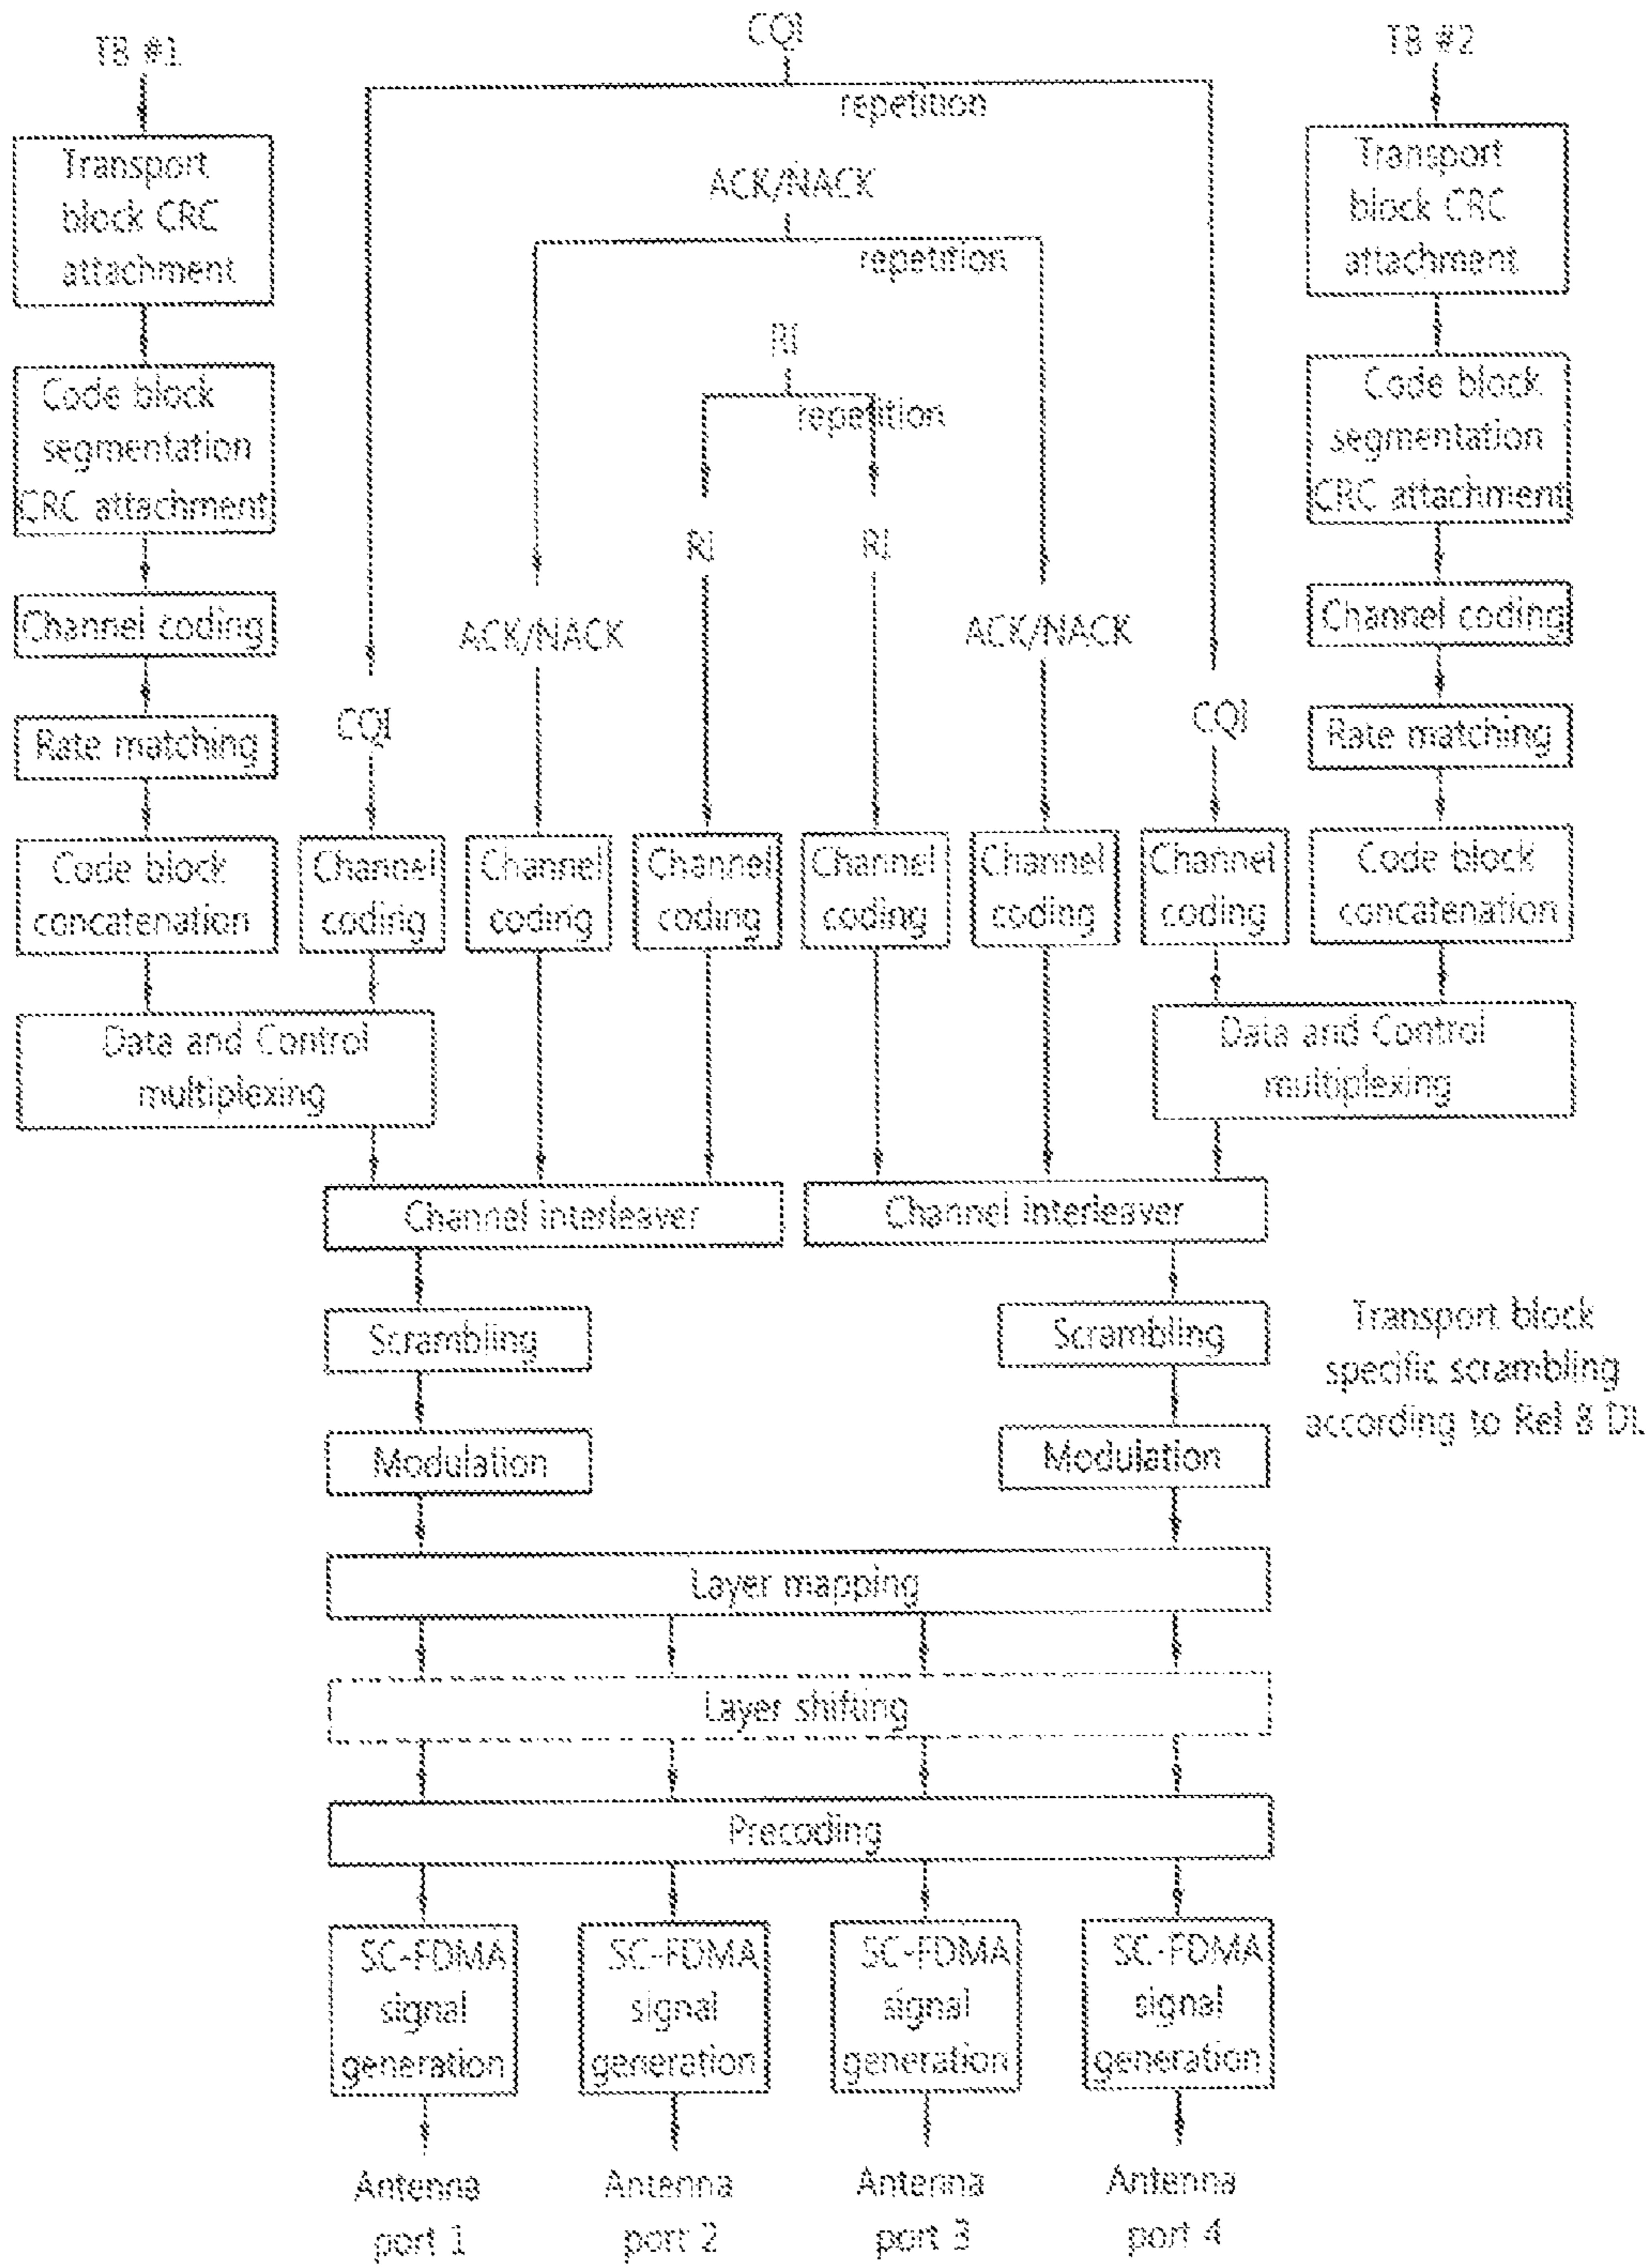 TB #1
CQI
TB #2
repetition
Transport
block CRC
attachment
ACK/NACK
Transport
block CRC
attachment
repetition
RI
repetition
Code block
segmentation
CRC attachment
Code block
segmentation
CRC attachment
RI
RI
Channel coding
ACK/NACK
ACK/NACK
Channel coding
Rate matching
CQI
CQI
Rate matching
Code block
concatenation
Channel
coding
Channel
coding
Channel
coding
Channel
coding
Channel
coding
Channel
coding
Code block
concatenation
Data and Control
multiplexing
Data and Control
multiplexing
Channel interleaver
Channel interleaver
Scrambling
Scrambling
Transport block
specific scrambling
according to Rel 8 DL
Modulation
Modulation
Layer mapping
Layer shifting
Precoding
SC-FDMA
signal
generation
SC-FDMA
signal
generation
SC-FDMA
signal
generation
SC-FDMA
signal
generation
Antenna
port 1
Antenna
port 2
Antenna
port 3
Antenna
port 4